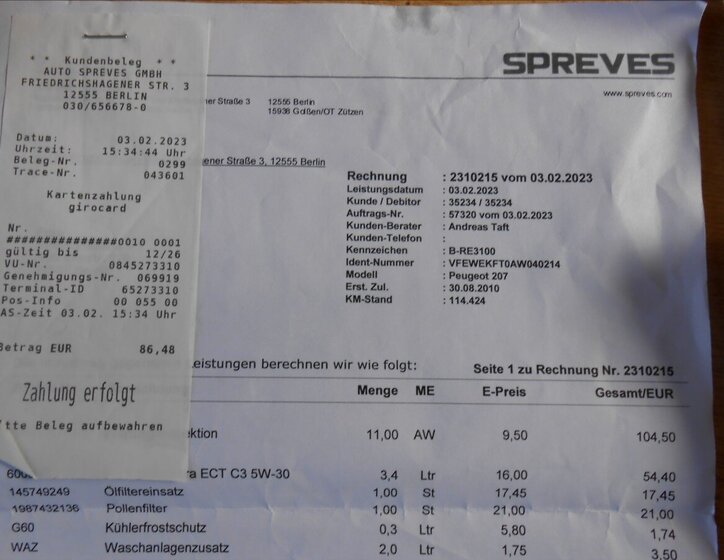 * * Kundenbeleg * *
AUTO SPREVES GMBH
FRIEDRICHSHAGENER STR. 3
12555 BERLIN
030/656678-0
Datum: 03.02.2023
Uhrzeit: 15:34:44 Uhr
Beleg-Nr. 0299
Trace-Nr. 043601
Kartenzahlung
girocard
Nr.
###############0010 0001
gültig bis 12/26
VU-Nr. 0845273310
Genehmigungs-Nr. 069919
Terminal-ID 65273310
Pos-Info 00 055 00
AS-Zeit 03.02. 15:34 Uhr
Betrag EUR 86,48
Zahlung erfolgt
tte Beleg aufbewahren
SPREVES
www.spreves.com
ener Straße 3 12555 Berlin
15938 Golßen/OT Zützen
ener Straße 3, 12555 Berlin
Rechnung : 2310215 vom 03.02.2023
Leistungsdatum : 03.02.2023
Kunde / Debitor : 35234 / 35234
Auftrags-Nr. : 57320 vom 03.02.2023
Kunden-Berater : Andreas Taft
Kunden-Telefon :
Kennzeichen : B-RE3100
Ident-Nummer : VFEWEKFT0AW040214
Modell : Peugeot 207
Erst. Zul. : 30.08.2010
KM-Stand : 114.424
eistungen berechnen wir wie folgt:
Seite 1 zu Rechnung Nr. 2310215
Menge ME E-Preis Gesamt/EUR
ektion 11,00 AW 9,50 104,50
ra ECT C3 5W-30 3,4 Ltr 16,00 54,40
145749249 Ölfiltereinsatz 1,00 St 17,45 17,45
1987432136 Pollenfilter 1,00 St 21,00 21,00
G60 Kühlerfrostschutz 0,3 Ltr 5,80 1,74
WAZ Waschanlagenzusatz 2,0 Ltr 1,75 3,50